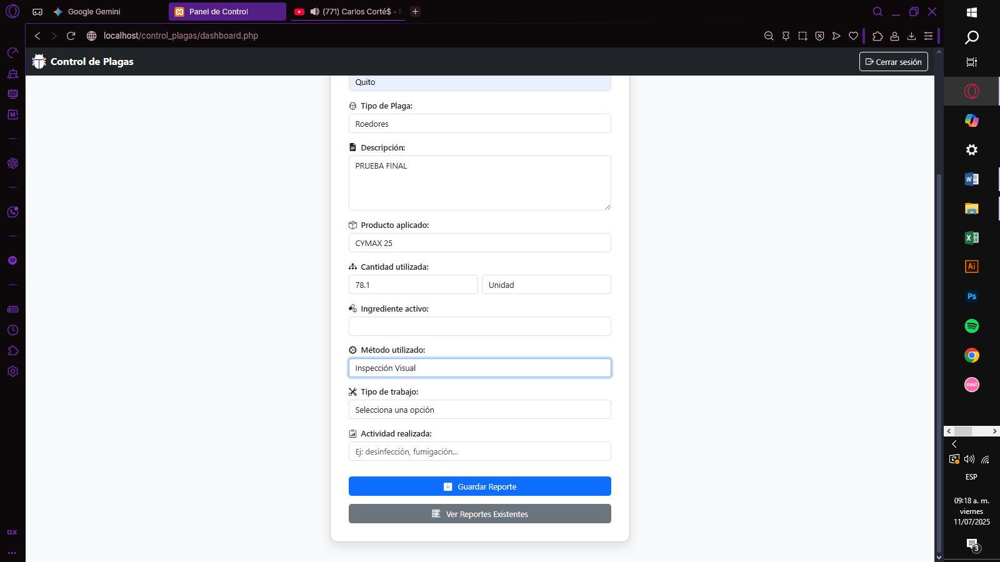 Google Gemini
Panel de Control
(771) Carlos Corté$ -
localhost/control_plagas/dashboard.php
Control de Plagas
Cerrar sesión
Quito
Tipo de Plaga:
Roedores
Descripción:
PRUEBA FINAL
Producto aplicado:
CYMAX 25
Cantidad utilizada:
78.1
Unidad
Ingrediente activo:
Método utilizado:
Inspección Visual
Tipo de trabajo:
Selecciona una opción
Actividad realizada:
Ej: desinfección, fumigación...
Guardar Reporte
Ver Reportes Existentes
M
GX
W
X
Ai
Ps
osu!
ESP
09:18 a. m.
viernes
11/07/2025
3